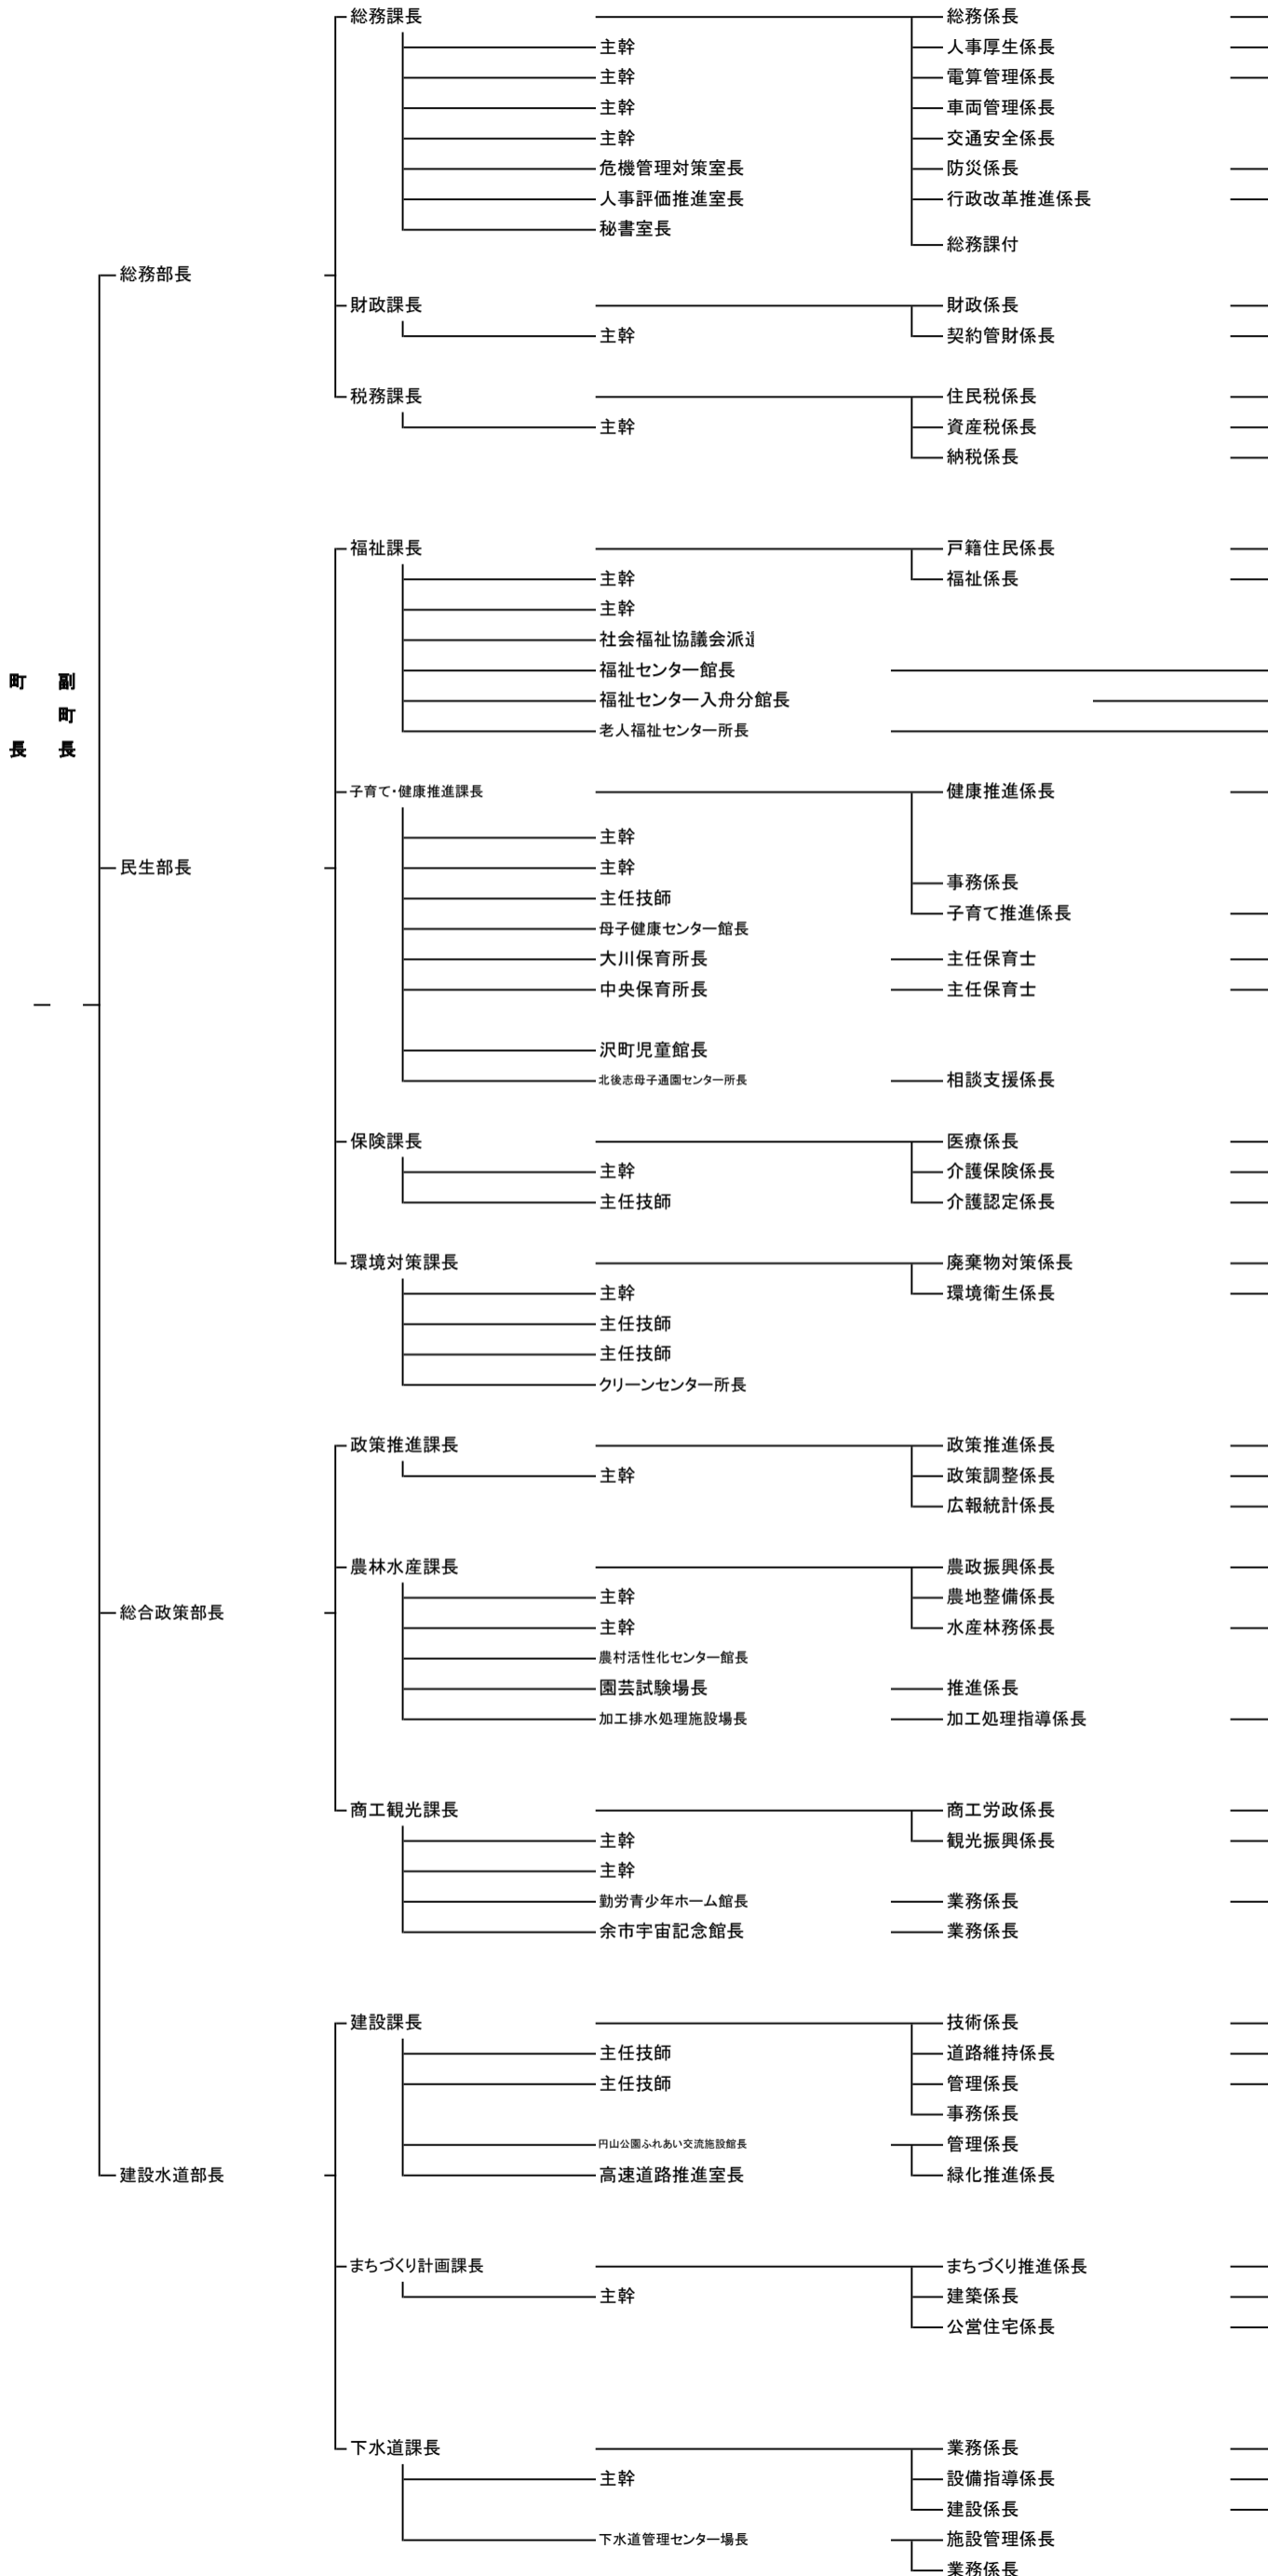 総務課長 総務係長
主幹 人事厚生係長
主幹 電算管理係長
主幹 車両管理係長
主幹 交通安全係長
危機管理対策室長 防災係長
人事評価推進室長 行政改革推進係長
秘書室長
総務課付
総務部長
財政課長 財政係長
主幹 契約管財係長
税務課長 住民税係長
主幹 資産税係長
納税係長
福祉課長 戸籍住民係長
主幹 福祉係長
主幹
社会福祉協議会派遣
福祉センター館長
福祉センター入舟分館長
老人福祉センター所長
町長
副町長
子育て・健康推進課長 健康推進係長
主幹
民生部長 主幹
事務係長
主任技師
子育て推進係長
母子健康センター館長
大川保育所長 主任保育士
中央保育所長 主任保育士
沢町児童館長
北後志母子通園センター所長 相談支援係長
保険課長 医療係長
主幹 介護保険係長
主任技師 介護認定係長
環境対策課長 廃棄物対策係長
主幹 環境衛生係長
主任技師
主任技師
クリーンセンター所長
政策推進課長 政策推進係長
主幹 政策調整係長
広報統計係長
農林水産課長 農政振興係長
主幹 農地整備係長
総合政策部長
主幹 水産林務係長
農村活性化センター館長
園芸試験場長 推進係長
加工排水処理施設場長 加工処理指導係長
商工観光課長 商工労政係長
主幹 観光振興係長
主幹
勤労青少年ホーム館長 業務係長
余市宇宙記念館長 業務係長
建設課長 技術係長
主任技師 道路維持係長
主任技師 管理係長
事務係長
円山公園ふれあい交流施設館長 管理係長
建設水道部長 高速道路推進室長 緑化推進係長
まちづくり計画課長 まちづくり推進係長
主幹 建築係長
公営住宅係長
下水道課長 業務係長
主幹 設備指導係長
建設係長
下水道管理センター場長 施設管理係長
業務係長